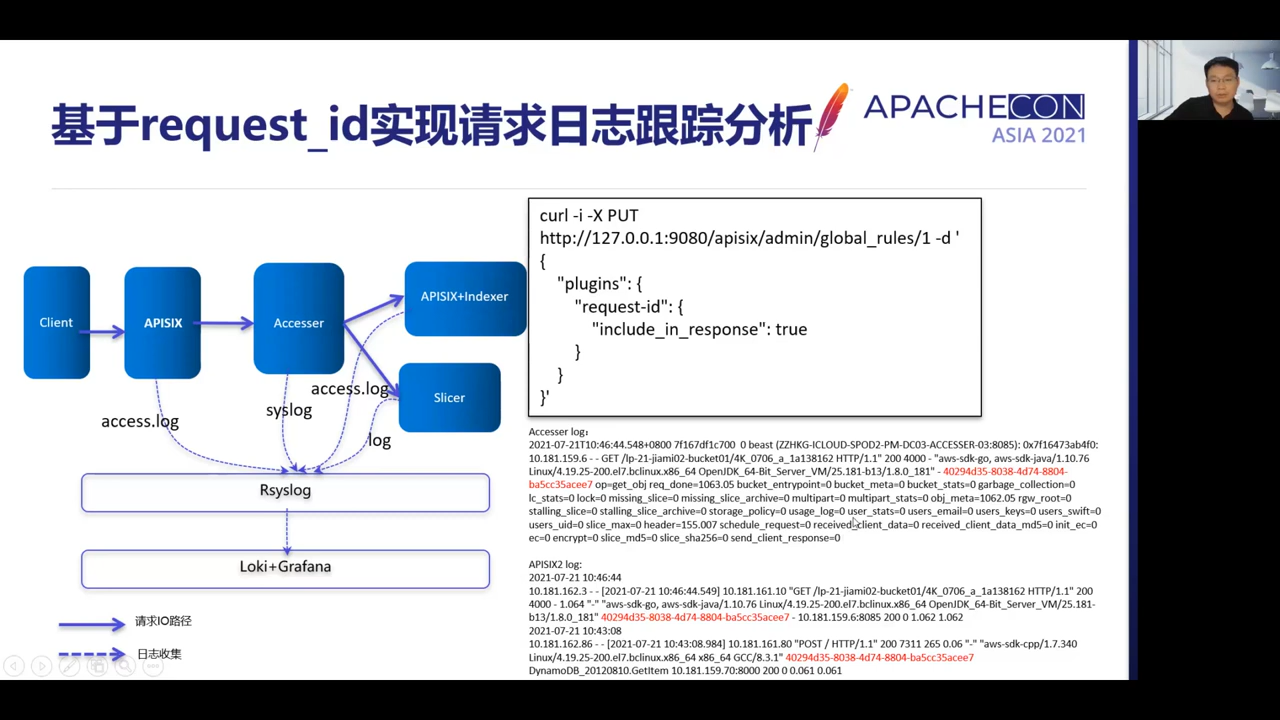 基于request_id实现请求日志跟踪分析
APACHECON
ASIA 2021
curl -i -X PUT
http://127.0.0.1:9080/apisix/admin/global_rules/1 -d '
{
"plugins": {
"request-id": {
"include_in_response": true
}
}
}'
Client
APISIX
Accesser
APISIX+Indexer
Slicer
access.log
syslog
access.log
log
Rsyslog
Loki+Grafana
请求IO路径
日志收集
Accesser log:
2021-07-21T10:46:44.548+0800 7f167df1c700 0 beast (ZZHKG-ICLOUD-SPOD2-PM-DC03-ACCESSER-03:8085): 0x7f16473ab4f0:
10.181.159.6 - - GET /lp-21-jiami02-bucket01/4K_0706_a_1a138162 HTTP/1.1" 200 4000 - "aws-sdk-go, aws-sdk-java/1.10.76
Linux/4.19.25-200.el7.bclinux.x86_64 OpenJDK_64-Bit_Server_VM/25.181-b13/1.8.0_181" - 40294d35-8038-4d74-8804-
ba5cc35acee7 op=get_obj req_done=1063.05 bucket_entrypoint=0 bucket_meta=0 bucket_stats=0 garbage_collection=0
lc_stats=0 lock=0 missing_slice=0 missing_slice_archive=0 multipart=0 multipart_stats=0 obj_meta=1062.05 rgw_root=0
stalling_slice=0 stalling_slice_archive=0 storage_policy=0 usage_log=0 user_stats=0 users_email=0 users_keys=0 users_swift=0
users_uid=0 slice_max=0 header=155.007 schedule_request=0 received_client_data=0 received_client_data_md5=0 init_ec=0
ec=0 encrypt=0 slice_md5=0 slice_sha256=0 send_client_response=0
APISIX2 log:
2021-07-21 10:46:44
10.181.162.3 - - [2021-07-21 10:46:44.549] 10.181.161.10 "GET /lp-21-jiami02-bucket01/4K_0706_a_1a138162 HTTP/1.1" 200
4000 - 1.064 "-" "aws-sdk-go, aws-sdk-java/1.10.76 Linux/4.19.25-200.el7.bclinux.x86_64 OpenJDK_64-Bit_Server_VM/25.181-
b13/1.8.0_181" 40294d35-8038-4d74-8804-ba5cc35acee7 - 10.181.159.6:8085 200 0 1.062 1.062
2021-07-21 10:43:08
10.181.162.86 - - [2021-07-21 10:43:08.984] 10.181.161.80 "POST / HTTP/1.1" 200 7311 265 0.06 "-" "aws-sdk-cpp/1.7.340
Linux/4.19.25-200.el7.bclinux.x86_64 x86_64 GCC/8.3.1" 40294d35-8038-4d74-8804-ba5cc35acee7
DynamoDB_20120810.GetItem 10.181.159.70:8000 200 0 0.061 0.061